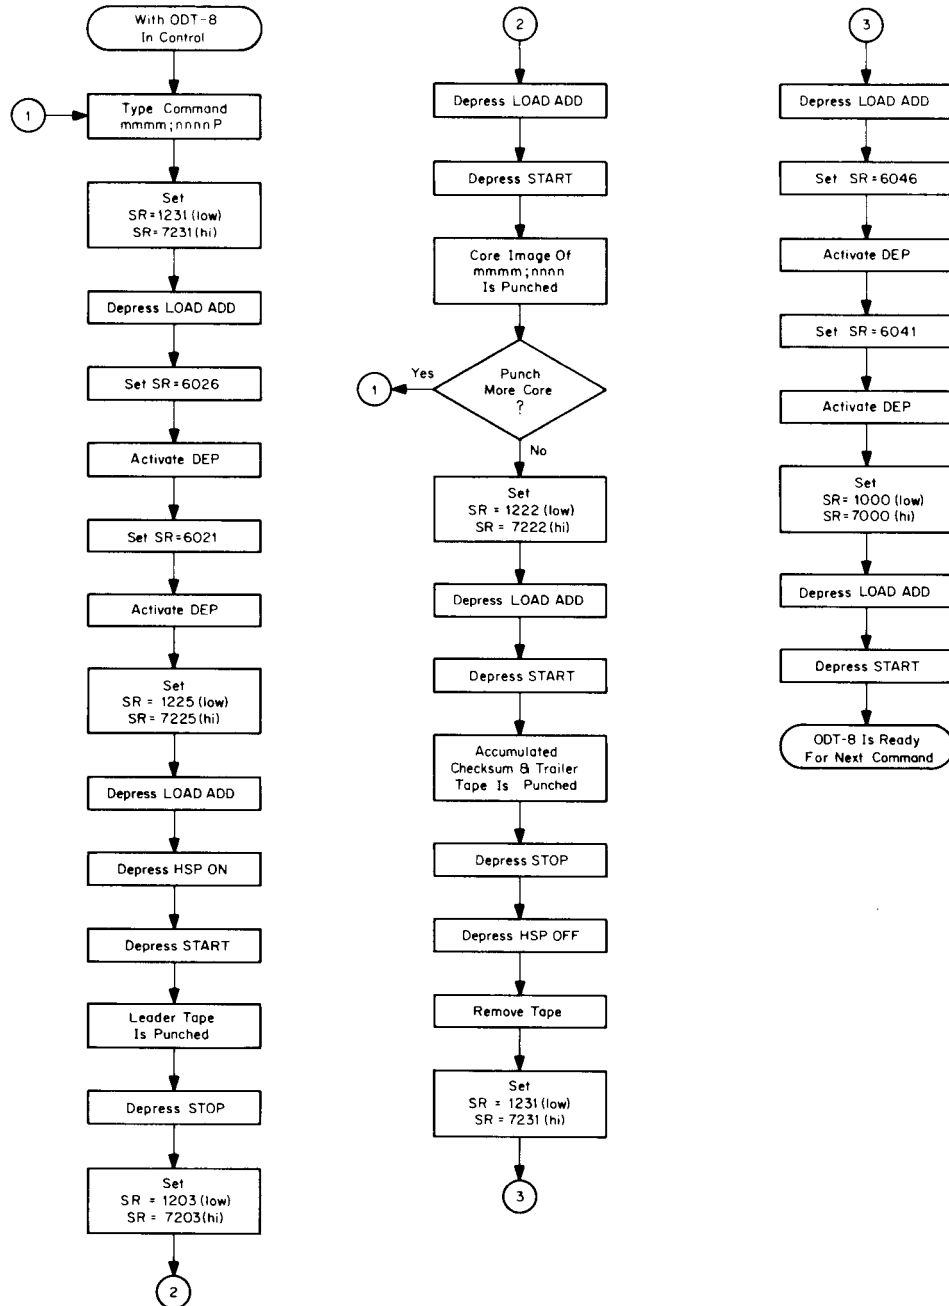 With ODT-8
In Control
1
Type Command
mmmm;nnnnP
Set
SR=1231(low)
SR=7231(hi)
Depress LOAD ADD
Set SR=6026
Activate DEP
Set SR=6021
Activate DEP
Set
SR = 1225(low)
SR = 7225(hi)
Depress LOAD ADD
Depress HSP ON
Depress START
Leader Tape
Is Punched
Depress STOP
Set
SR = 1203(low)
SR = 7203(hi)
2
2
Depress LOAD ADD
Depress START
Core Image Of
mmmm;nnnn
Is Punched
Punch
More Core
?
Yes
1
No
Set
SR = 1222(low)
SR = 7222(hi)
Depress LOAD ADD
Depress START
Accumulated
Checksum & Trailer
Tape Is Punched
Depress STOP
Depress HSP OFF
Remove Tape
Set
SR = 1231(low)
SR = 7231(hi)
3
3
Depress LOAD ADD
Set SR=6046
Activate DEP
Set SR=6041
Activate DEP
Set
SR=1000(low)
SR=7000(hi)
Depress LOAD ADD
Depress START
ODT-8 Is Ready
For Next Command